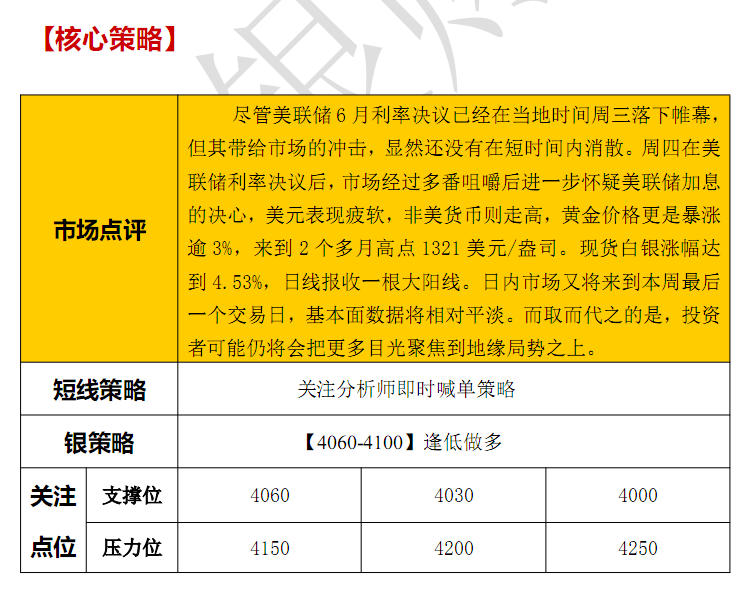 【核心策略】
市场点评
尽管美联储6月利率决议已经在当地时间周三落下帷幕，
但其带给市场的冲击，显然还没有在短时间内消散。周四在美
联储利率决议后，市场经过多番咀嚼后进一步怀疑美联储加息
的决心，美元表现疲软，非美货币则走高，黄金价格更是暴涨
逾3%，来到2个多月高点1321美元/盎司。现货白银涨幅达
到4.53%，日线报收一根大阳线。日内市场又将来到本周最后
一个交易日，基本面数据将相对平淡。而取而代之的是，投资
者可能仍将会把更多目光聚焦到地缘局势之上。
短线策略
关注分析师即时喊单策略
银策略
【4060-4100】逢低做多
关注
点位
支撑位 4060 4030 4000
压力位 4150 4200 4250